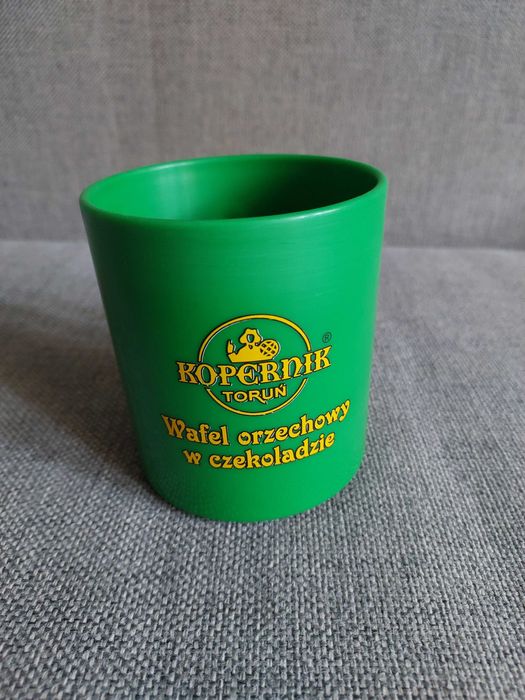 ®
KOPERNIK
TORUŃ
Wafel orzechowy
w czekoladzie